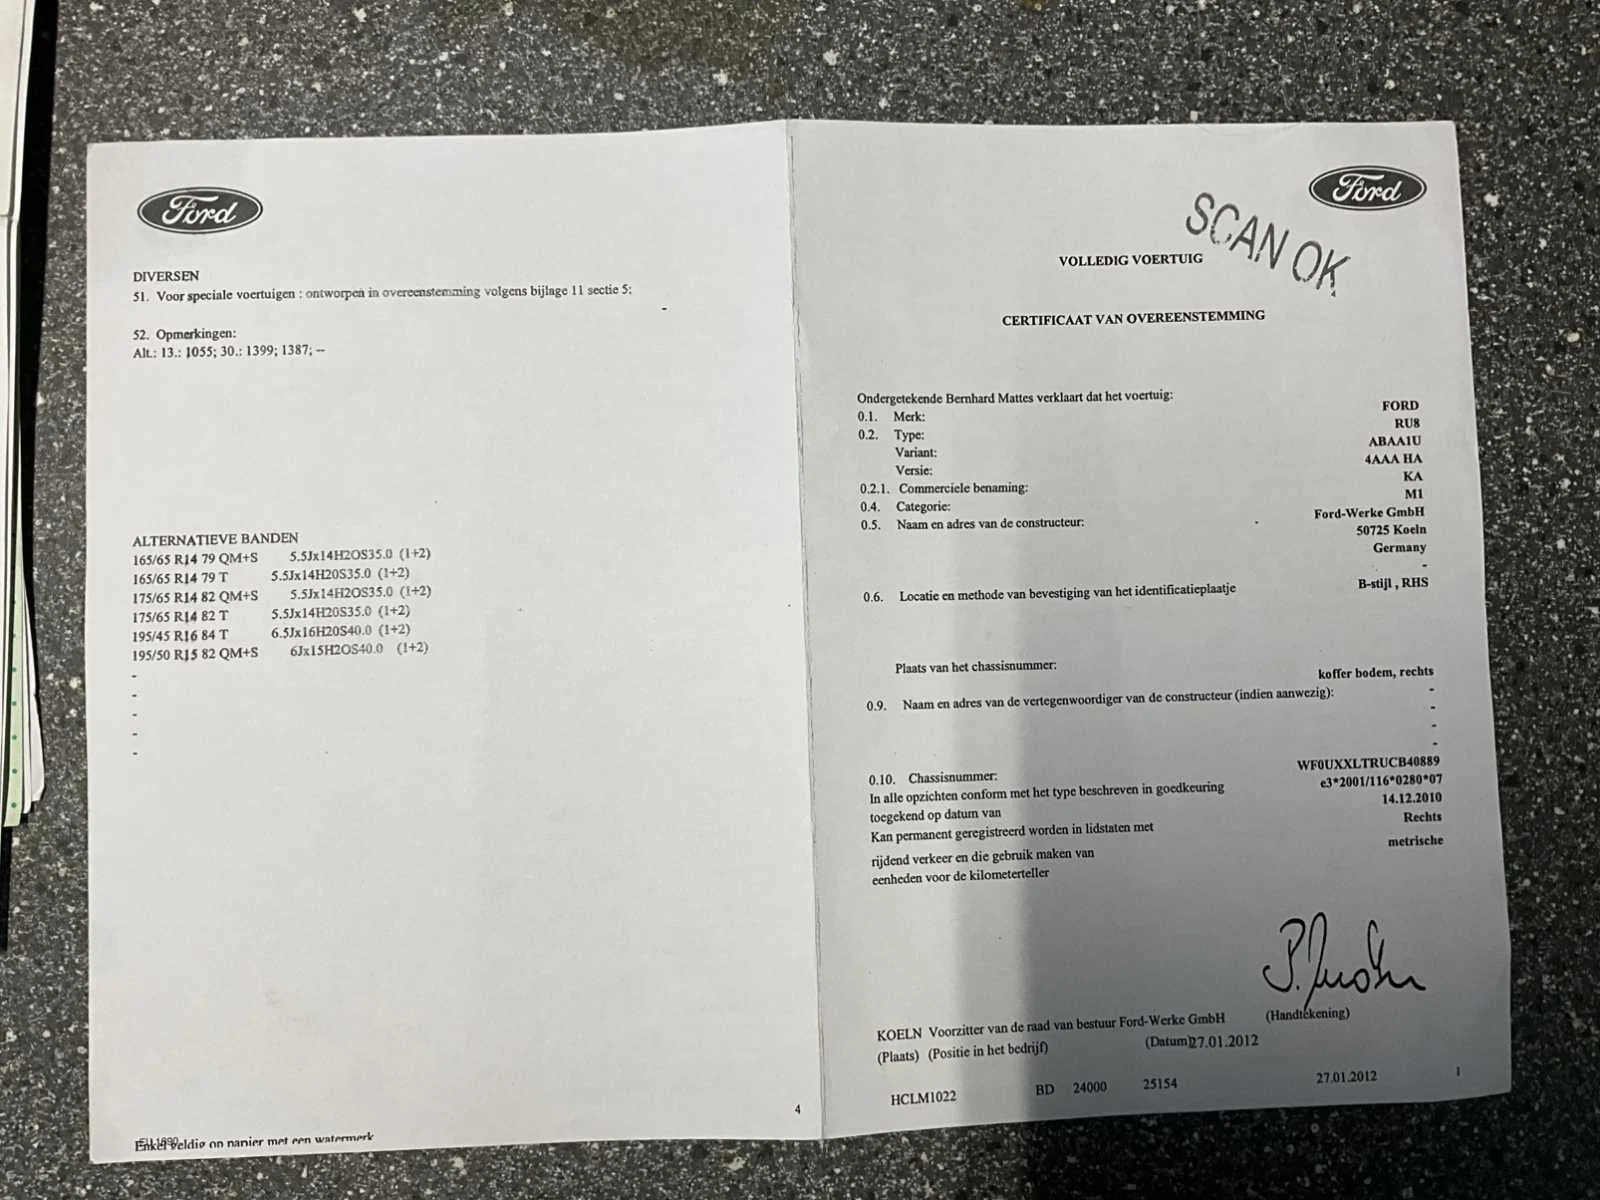 Ford
DIVERSEN
51. Voor speciale voertuigen : ontworpen in overeenstemming volgens bijlage 11 sectie 5:
-
52. Opmerkingen:
Alt.: 13.: 1055; 30.: 1399; 1387; --
ALTERNATIEVE BANDEN
165/65 R14 79 QM+S 5.5Jx14H2OS35.0 (1+2)
165/65 R14 79 T 5.5Jx14H20S35.0 (1+2)
175/65 R14 82 QM+S 5.5Jx14H2OS35.0 (1+2)
175/65 R14 82 T 5.5Jx14H20S35.0 (1+2)
195/45 R16 84 T 6.5Jx16H20S40.0 (1+2)
195/50 R15 82 QM+S 6Jx15H2OS40.0 (1+2)
-
-
-
-
-
4
Enkel geldig op papier met een watermerk
Ford
SCAN OK
VOLLEDIG VOERTUIG
CERTIFICAAT VAN OVEREENSTEMMING
Ondergetekende Bernhard Mattes verklaart dat het voertuig:
0.1. Merk: FORD
0.2. Type: RU8
Variant: ABAA1U
Versie: 4AAA HA
0.2.1. Commerciele benaming: KA
0.4. Categorie: M1
0.5. Naam en adres van de constructeur: Ford-Werke GmbH
50725 Koeln
Germany
-
0.6. Locatie en methode van bevestiging van het identificatieplaatje B-stijl , RHS
Plaats van het chassisnummer: koffer bodem, rechts
0.9. Naam en adres van de vertegenwoordiger van de constructeur (indien aanwezig): -
-
-
-
0.10. Chassisnummer: WF0UXXLTRUCB40889
In alle opzichten conform met het type beschreven in goedkeuring e3*2001/116*0280*07
toegekend op datum van 14.12.2010
Kan permanent geregistreerd worden in lidstaten met Rechts
rijdend verkeer en die gebruik maken van metrische
eenheden voor de kilometerteller
KOELN Voorzitter van de raad van bestuur Ford-Werke GmbH (Handtekening)
(Plaats) (Positie in het bedrijf) (Datum)27.01.2012
HCLM1022 BD 24000 25154 27.01.2012 1